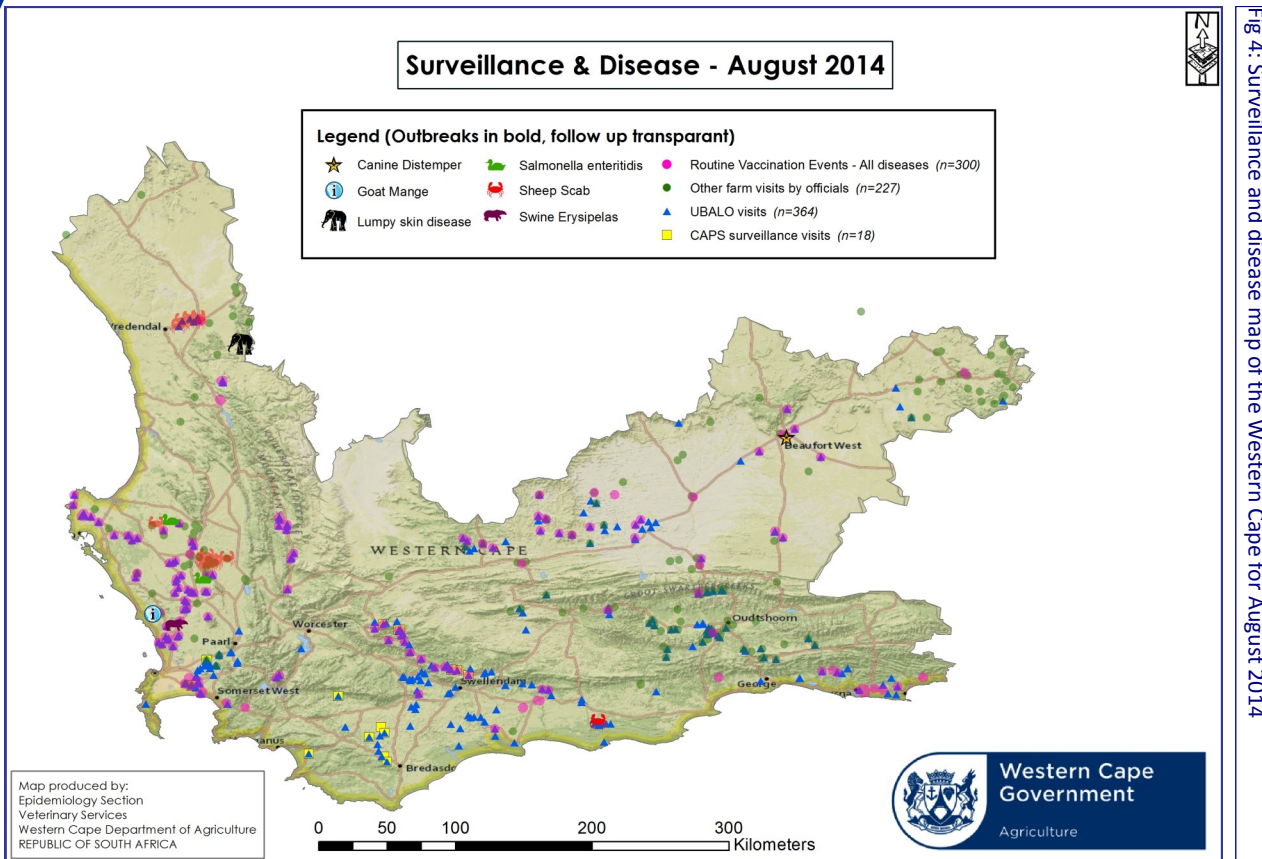 Surveillance & Disease - August 2014
N
Legend (Outbreaks in bold, follow up transparant)
Canine Distemper
Goat Mange
Lumpy skin disease
Salmonella enteritidis
Sheep Scab
Swine Erysipelas
Routine Vaccination Events - All diseases (n=300)
Other farm visits by officials (n=227)
UBALO visits (n=364)
CAPS surveillance visits (n=18)
redendal
Beaufort West
WESTERN CAPE
Oudtshoorn
Worcester
Paarl
Swellendam
George
Somerset West
anus
Bredasdo
Map produced by:
Epidemiology Section
Veterinary Services
Western Cape Department of Agriculture
REPUBLIC OF SOUTH AFRICA
0 50 100 200 300
Kilometers
Western Cape
Government
Agriculture
Fig 4: Surveillance and disease map of the Western Cape for August 2014